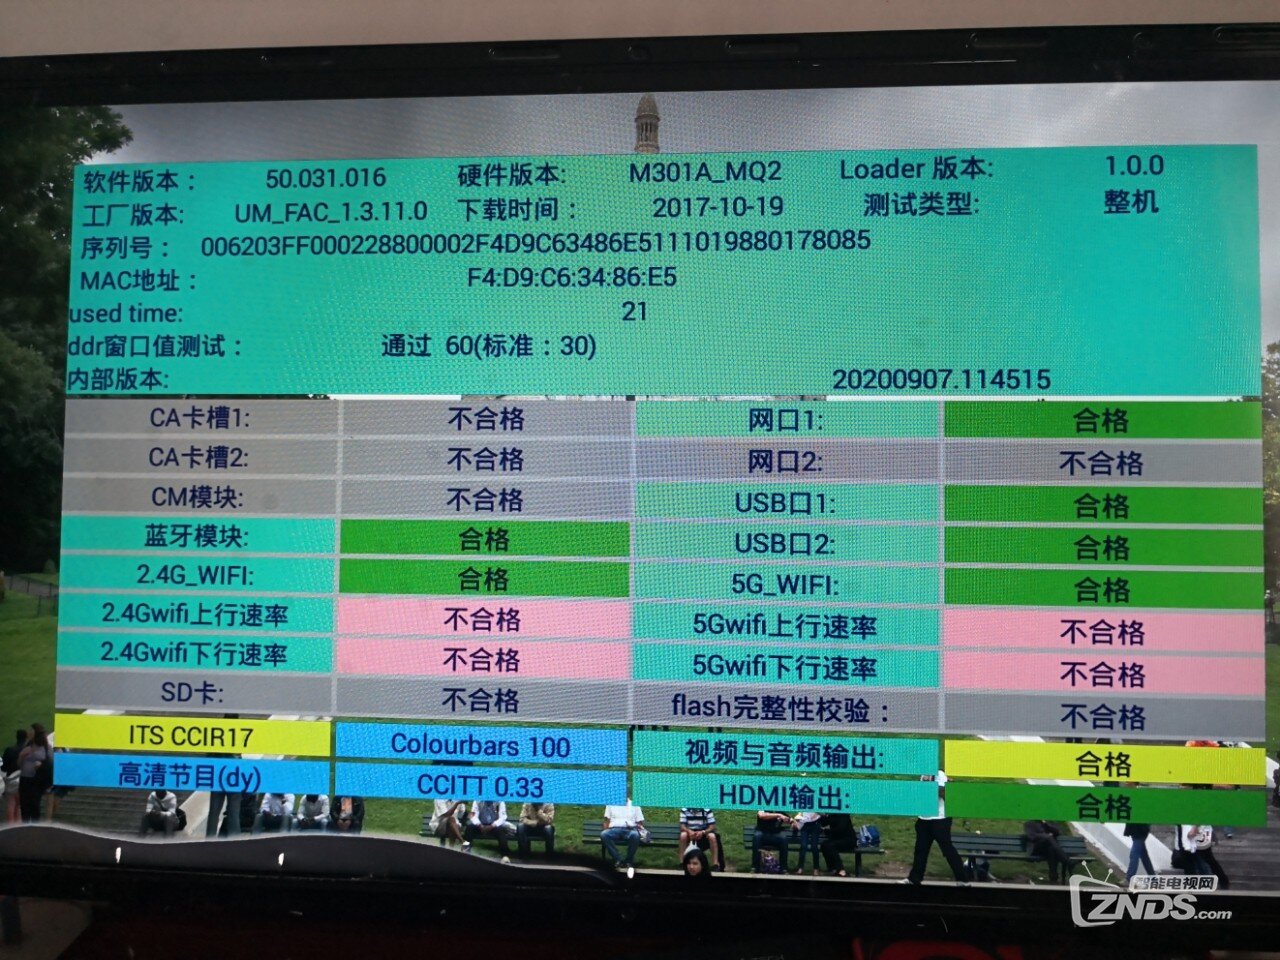 软件版本： 50.031.016 硬件版本: M301A_MQ2 Loader 版本: 1.0.0
工厂版本: UM_FAC_1.3.11.0 下载时间： 2017-10-19 测试类型: 整机
序列号： 006203FF000228800002F4D9C63486E5111019880178085
MAC地址： F4:D9:C6:34:86:E5
used time: 21
ddr窗口值测试： 通过 60(标准：30)
内部版本: 20200907.114515
CA卡槽1: 不合格 网口1: 合格
CA卡槽2: 不合格 网口2: 不合格
CM模块: 不合格 USB口1: 合格
蓝牙模块: 合格 USB口2: 合格
2.4G_WIFI: 合格 5G_WIFI: 合格
2.4Gwifi上行速率 不合格 5Gwifi上行速率 不合格
2.4Gwifi下行速率 不合格 5Gwifi下行速率 不合格
SD卡: 不合格 flash完整性校验： 不合格
ITS CCIR17 Colourbars 100 视频与音频输出: 合格
高清节目(dy) CCITT 0.33 HDMI输出: 合格
智能电视网
ZNDS.com